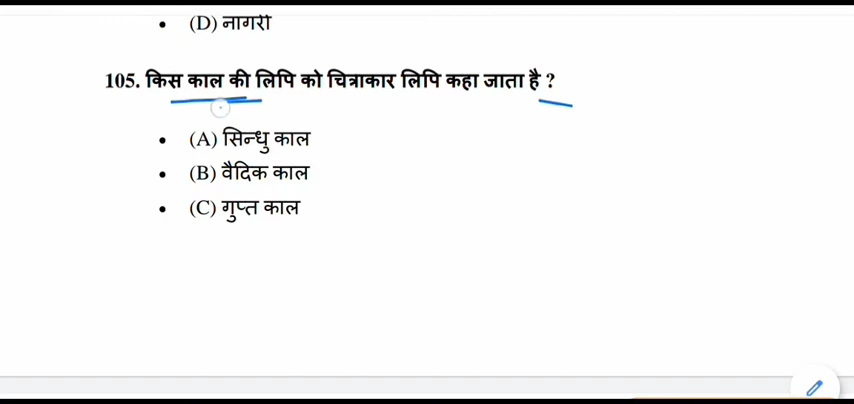 • (D) नागरी
105. किस काल की लिपि को चित्राकार लिपि कहा जाता है ?
• (A) सिन्धु काल
• (B) वैदिक काल
• (C) गुप्त काल